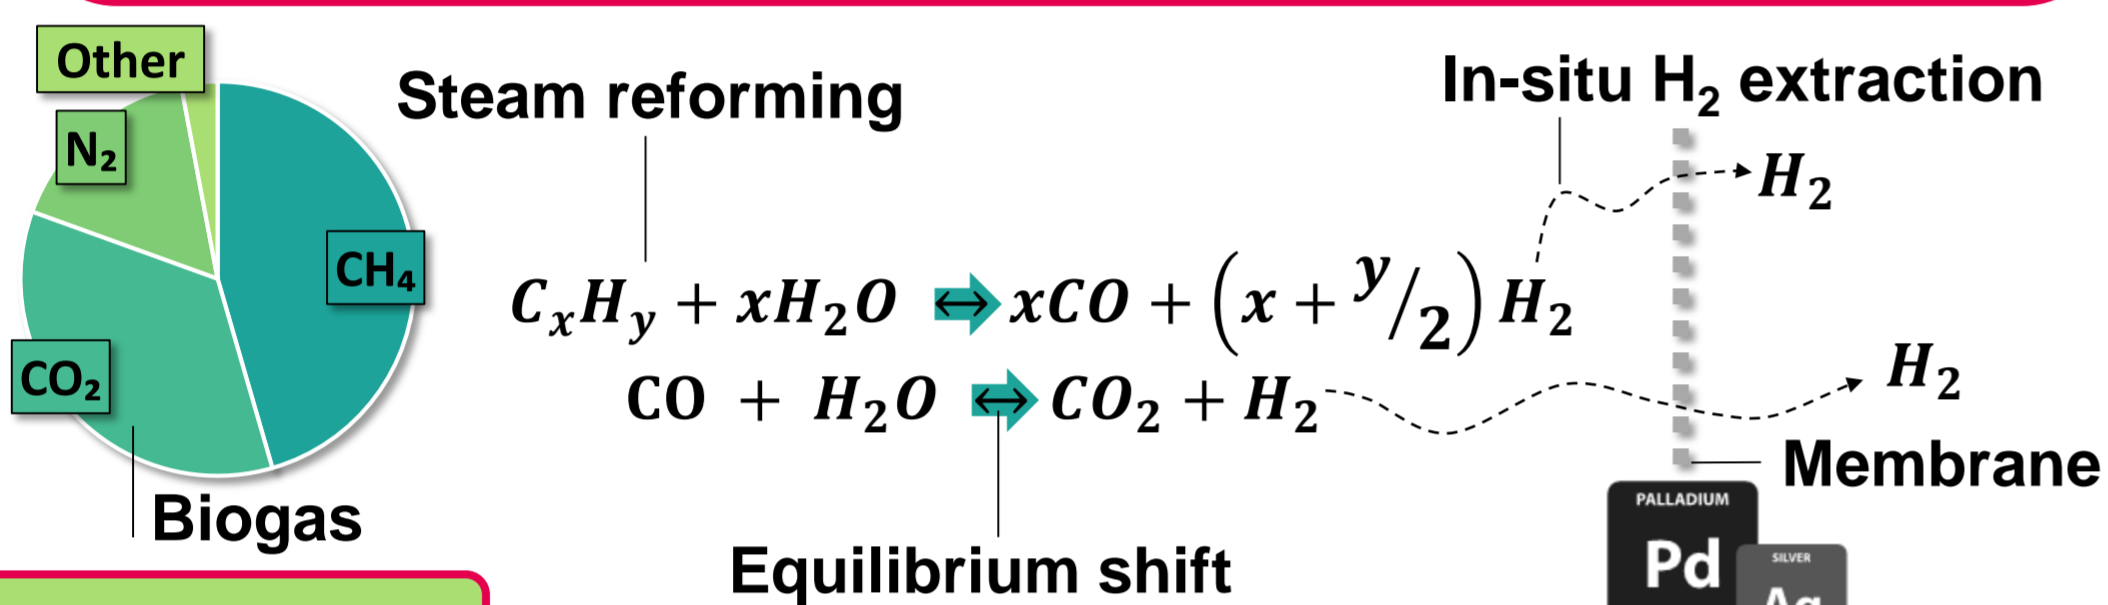 Other
N₂
CH₄
CO₂
Biogas
Steam reforming
In-situ H₂ extraction
H₂
CₓHᵧ + xH₂O ↔ xCO + (x + y/2) H₂
CO + H₂O ↔ CO₂ + H₂
H₂
Membrane
Equilibrium shift
PALLADIUM
Pd
SILVER
Ag